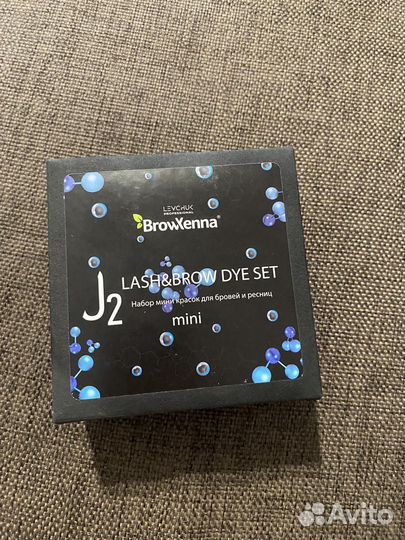 LEVCHUK
PROFESSIONAL
BrowXenna®
J2
LASH&BROW DYE SET
Набор мини красок для бровей и ресниц
mini
Avito